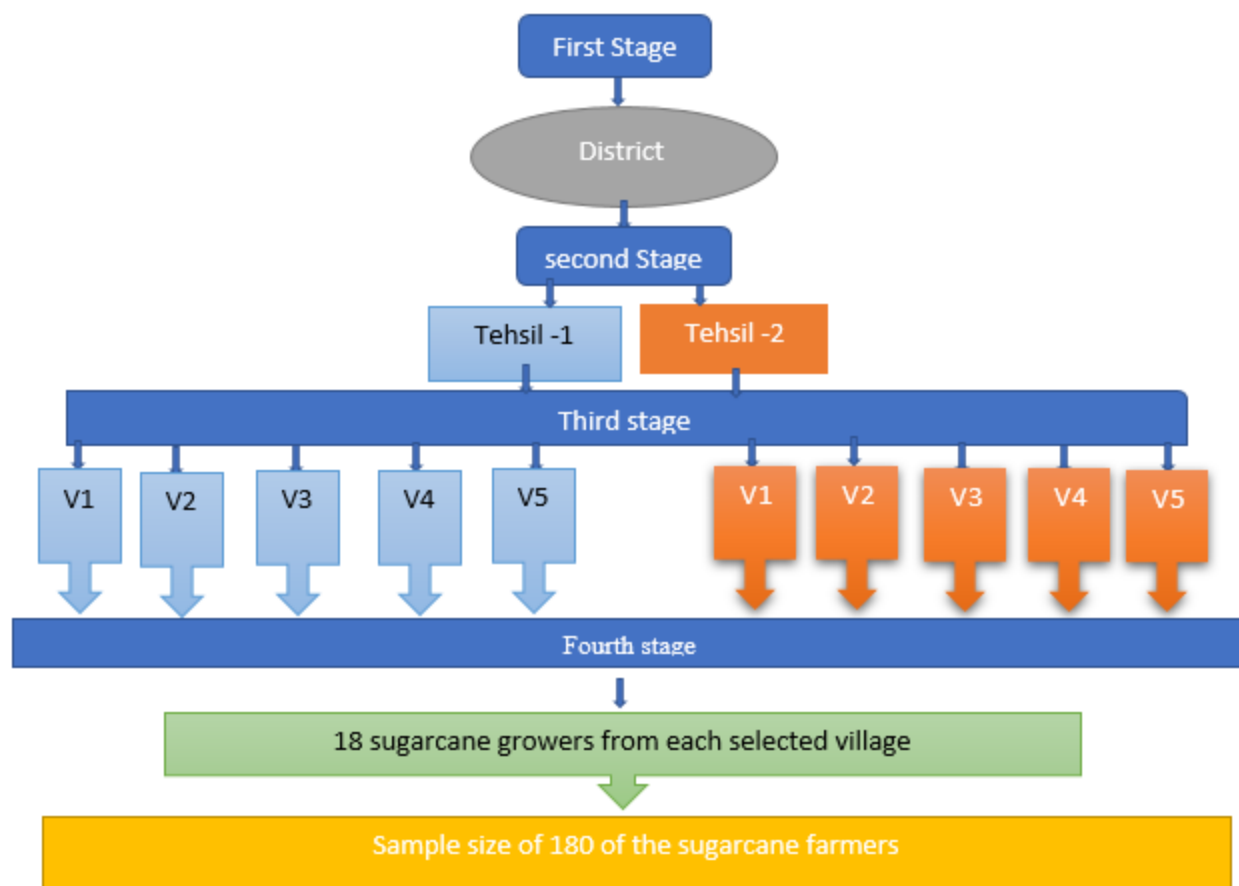 First Stage
District
second Stage
Tehsil -1
Tehsil -2
Third stage
V1
V2
V3
V4
V5
V1
V2
V3
V4
V5
Fourth stage
18 sugarcane growers from each selected village
Sample size of 180 of the sugarcane farmers